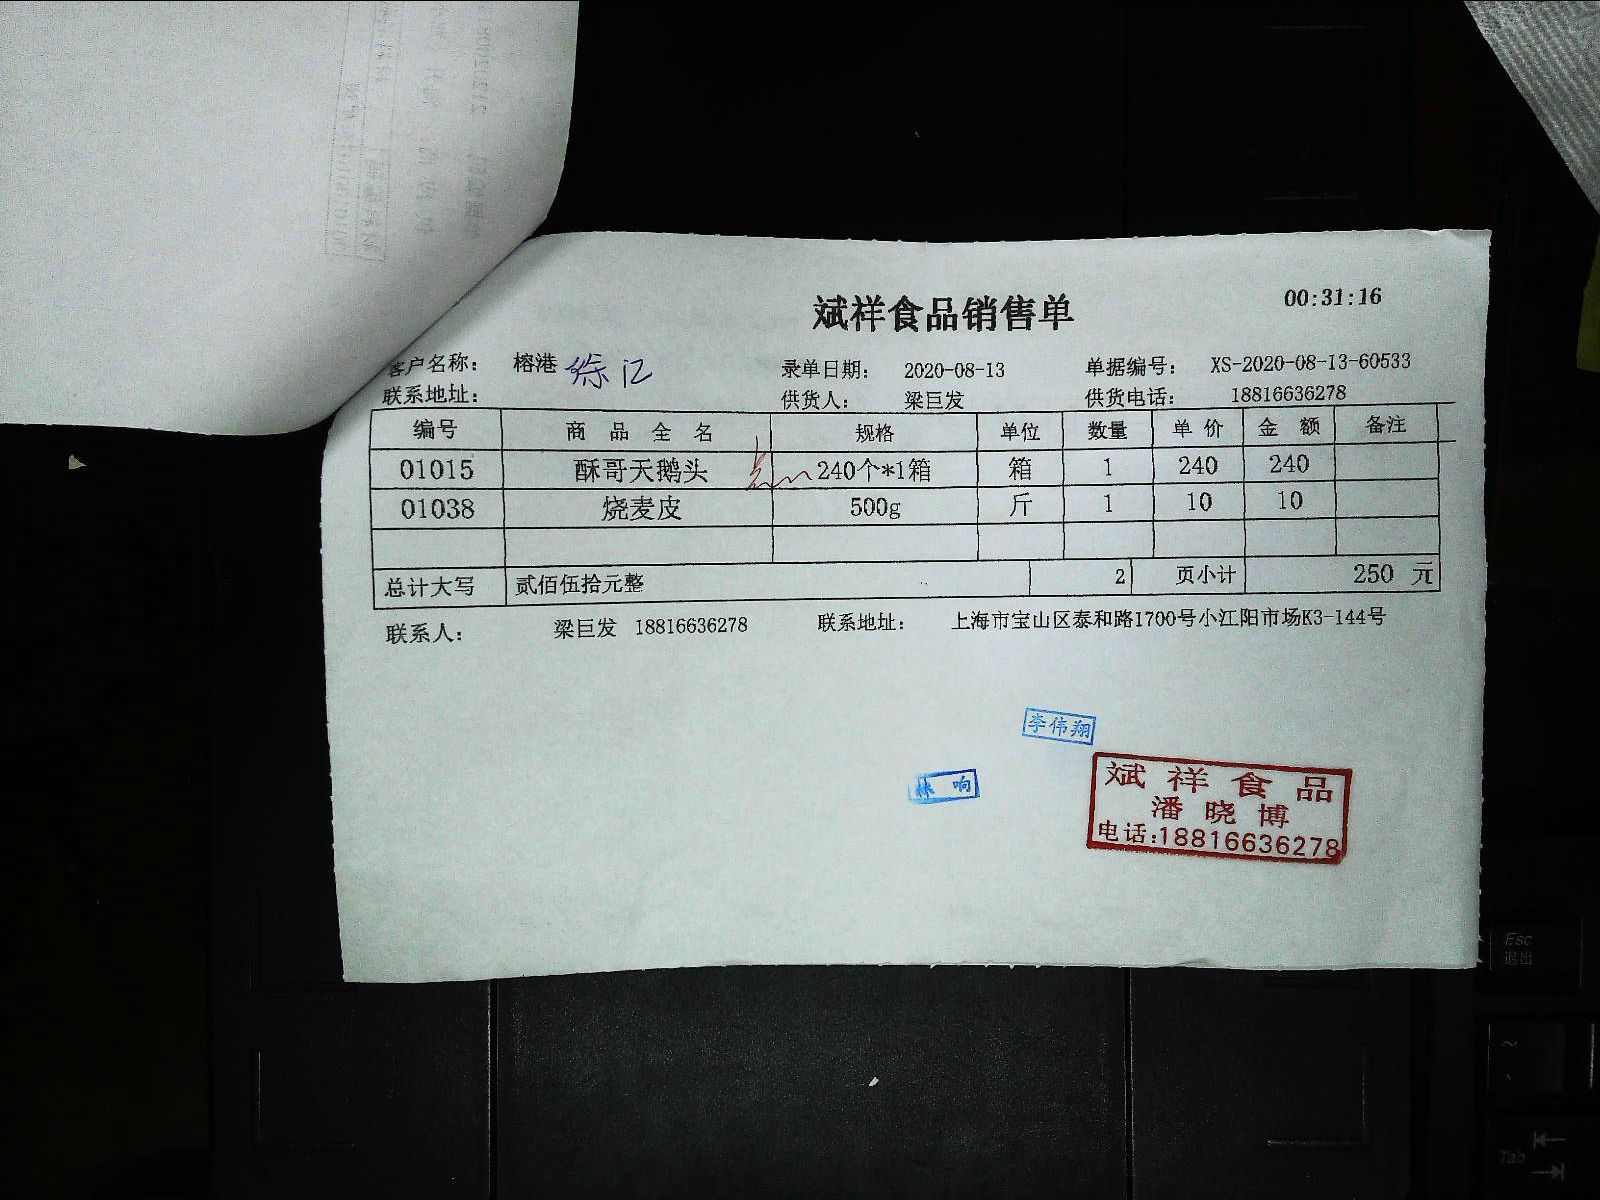 斌祥食品销售单
00:31:16
客户名称： 榕港 徐汇 录单日期： 2020-08-13 单据编号： XS-2020-08-13-60533
联系地址： 供货人： 梁巨发 供货电话： 18816636278
编号 商品全名 规格 单位 数量 单价 金额 备注
01015 酥哥天鹅头 240个*1箱 箱 1 240 240
01038 烧麦皮 500g 斤 1 10 10
总计大写 贰佰伍拾元整 2 页小计 250 元
联系人： 梁巨发 18816636278 联系地址： 上海市宝山区泰和路1700号小江阳市场K3-144号
李伟翔
林响
斌祥食品
潘晓博
电话:18816636278
Esc
退出
~
Tab